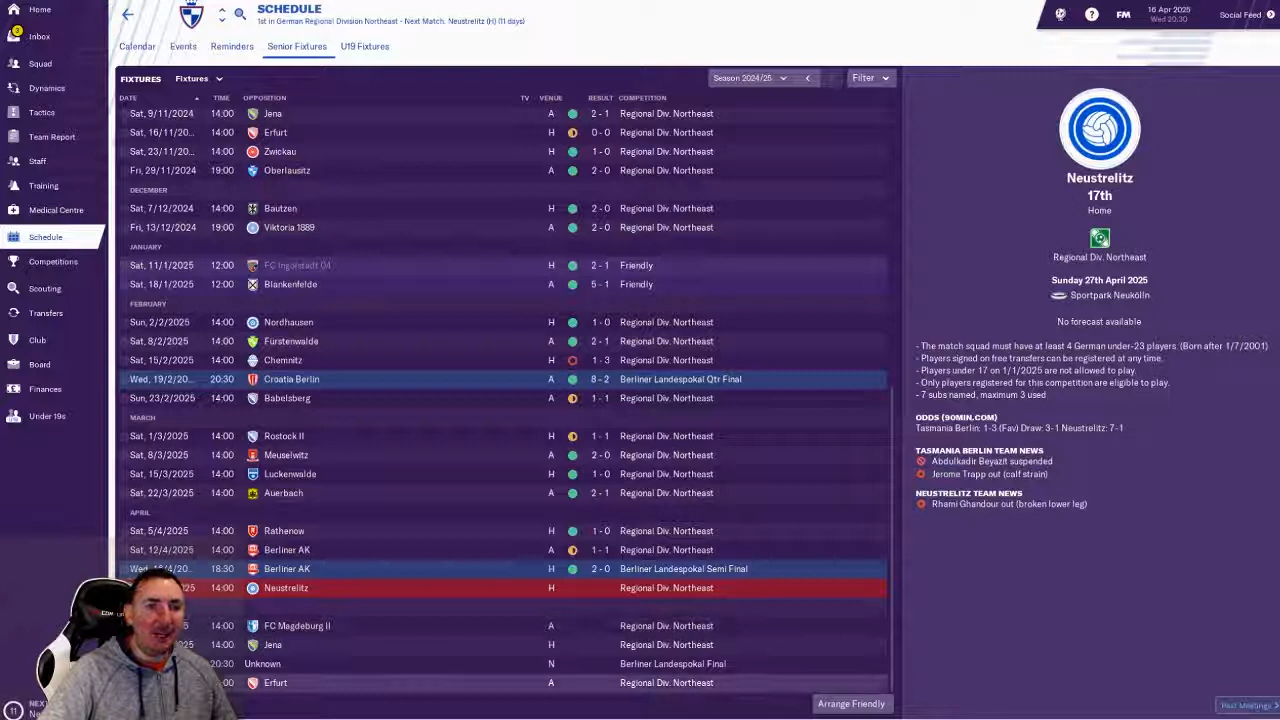 Home
Inbox
3
Squad
Dynamics
Tactics
Team Report
Staff
Training
Medical Centre
Schedule
Competitions
Scouting
Transfers
Club
Board
Finances
Under 19s
SCHEDULE
1st in German Regional Division Northeast - Next Match: Neustrelitz (H) (11 days)
? FM 16 Apr 2025
Wed 20:30
Social Feed
Calendar Events Reminders Senior Fixtures U19 Fixtures
FIXTURES Fixtures Season 2024/25 Filter
DATE TIME OPPOSITION TV VENUE RESULT COMPETITION
Sat, 9/11/2024 14:00 Jena A 2 - 1 Regional Div. Northeast
Sat, 16/11/20... 14:00 Erfurt H 0 - 0 Regional Div. Northeast
Sat, 23/11/20... 14:00 Zwickau H 1 - 0 Regional Div. Northeast
Fri, 29/11/2024 19:00 Oberlausitz A 2 - 0 Regional Div. Northeast
DECEMBER
Sat, 7/12/2024 14:00 Bautzen H 2 - 0 Regional Div. Northeast
Fri, 13/12/2024 19:00 Viktoria 1889 A 2 - 0 Regional Div. Northeast
JANUARY
Sat, 11/1/2025 12:00 FC Ingolstadt 04 H 2 - 1 Friendly
Sat, 18/1/2025 12:00 Blankenfelde A 5 - 1 Friendly
FEBRUARY
Sun, 2/2/2025 14:00 Nordhausen H 1 - 0 Regional Div. Northeast
Sat, 8/2/2025 14:00 Fürstenwalde A 2 - 1 Regional Div. Northeast
Sat, 15/2/2025 14:00 Chemnitz H 1 - 3 Regional Div. Northeast
Wed, 19/2/20... 20:30 Croatia Berlin A 8 - 2 Berliner Landespokal Qtr Final
Sun, 23/2/2025 14:00 Babelsberg A 1 - 1 Regional Div. Northeast
MARCH
Sat, 1/3/2025 14:00 Rostock II H 1 - 1 Regional Div. Northeast
Sat, 8/3/2025 14:00 Meuselwitz A 2 - 0 Regional Div. Northeast
Sat, 15/3/2025 14:00 Luckenwalde H 1 - 0 Regional Div. Northeast
Sat, 22/3/2025 14:00 Auerbach A 2 - 1 Regional Div. Northeast
APRIL
Sat, 5/4/2025 14:00 Rathenow H 1 - 0 Regional Div. Northeast
Sat, 12/4/2025 14:00 Berliner AK A 1 - 1 Regional Div. Northeast
Wed, 18:30 Berliner AK H 2 - 0 Berliner Landespokal Semi Final
14:00 Neustrelitz H Regional Div. Northeast
14:00 FC Magdeburg II A Regional Div. Northeast
14:00 Jena H Regional Div. Northeast
20:30 Unknown N Berliner Landespokal Final
Erfurt A Regional Div. Northeast
Arrange Friendly
11
Neustrelitz
17th
Home
Regional Div. Northeast
Sunday 27th April 2025
Sportpark Neukölln
No forecast available
- The match squad must have at least 4 German under-23 players. (Born after 1/7/2001)
- Players signed on free transfers can be registered at any time.
- Players under 17 on 1/1/2025 are not allowed to play.
- Only players registered for this competition are eligible to play.
- 7 subs named, maximum 3 used
ODDS (90MIN.COM)
Tasmania Berlin: 1-3 (Fav) Draw: 3-1 Neustrelitz: 7-1
TASMANIA BERLIN TEAM NEWS
Abdulkadir Beyazit suspended
Jerome Trapp out (calf strain)
NEUSTRELITZ TEAM NEWS
Rhami Ghandour out (broken lower leg)
Past Meetings